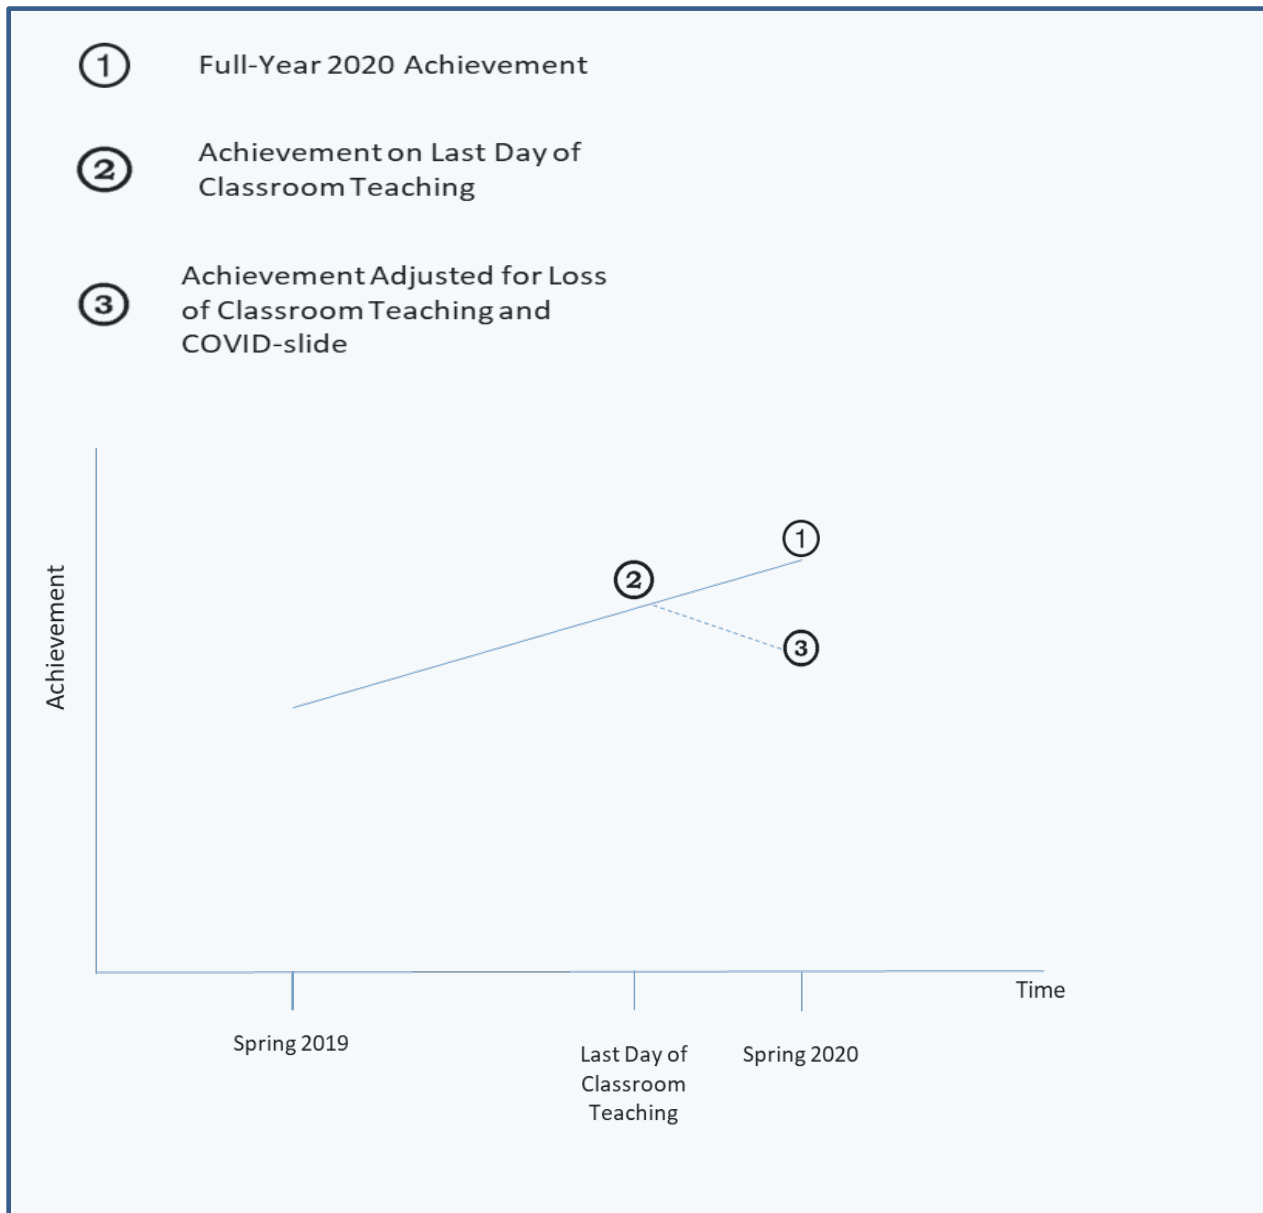 ① Full-Year 2020 Achievement
② Achievement on Last Day of
Classroom Teaching
③ Achievement Adjusted for Loss
of Classroom Teaching and
COVID-slide
Achievement
①
②
③
Time
Spring 2019
Last Day of
Classroom
Teaching
Spring 2020